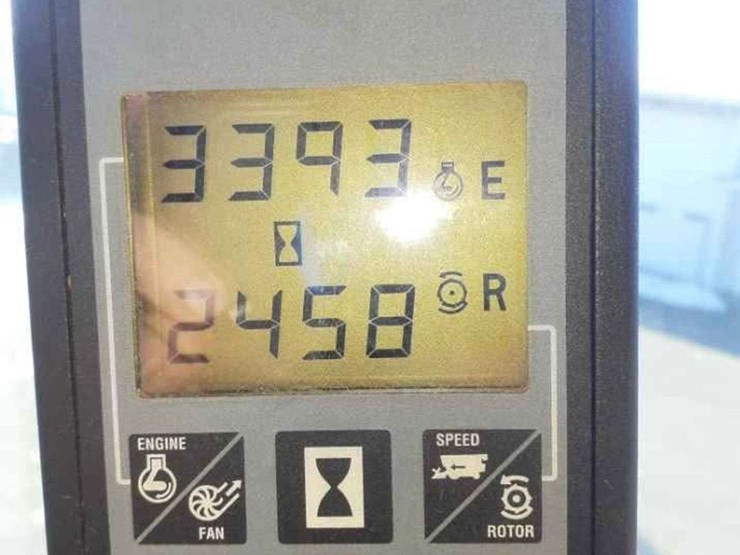 3393 E
2458 R
ENGINE
FAN
SPEED
ROTOR